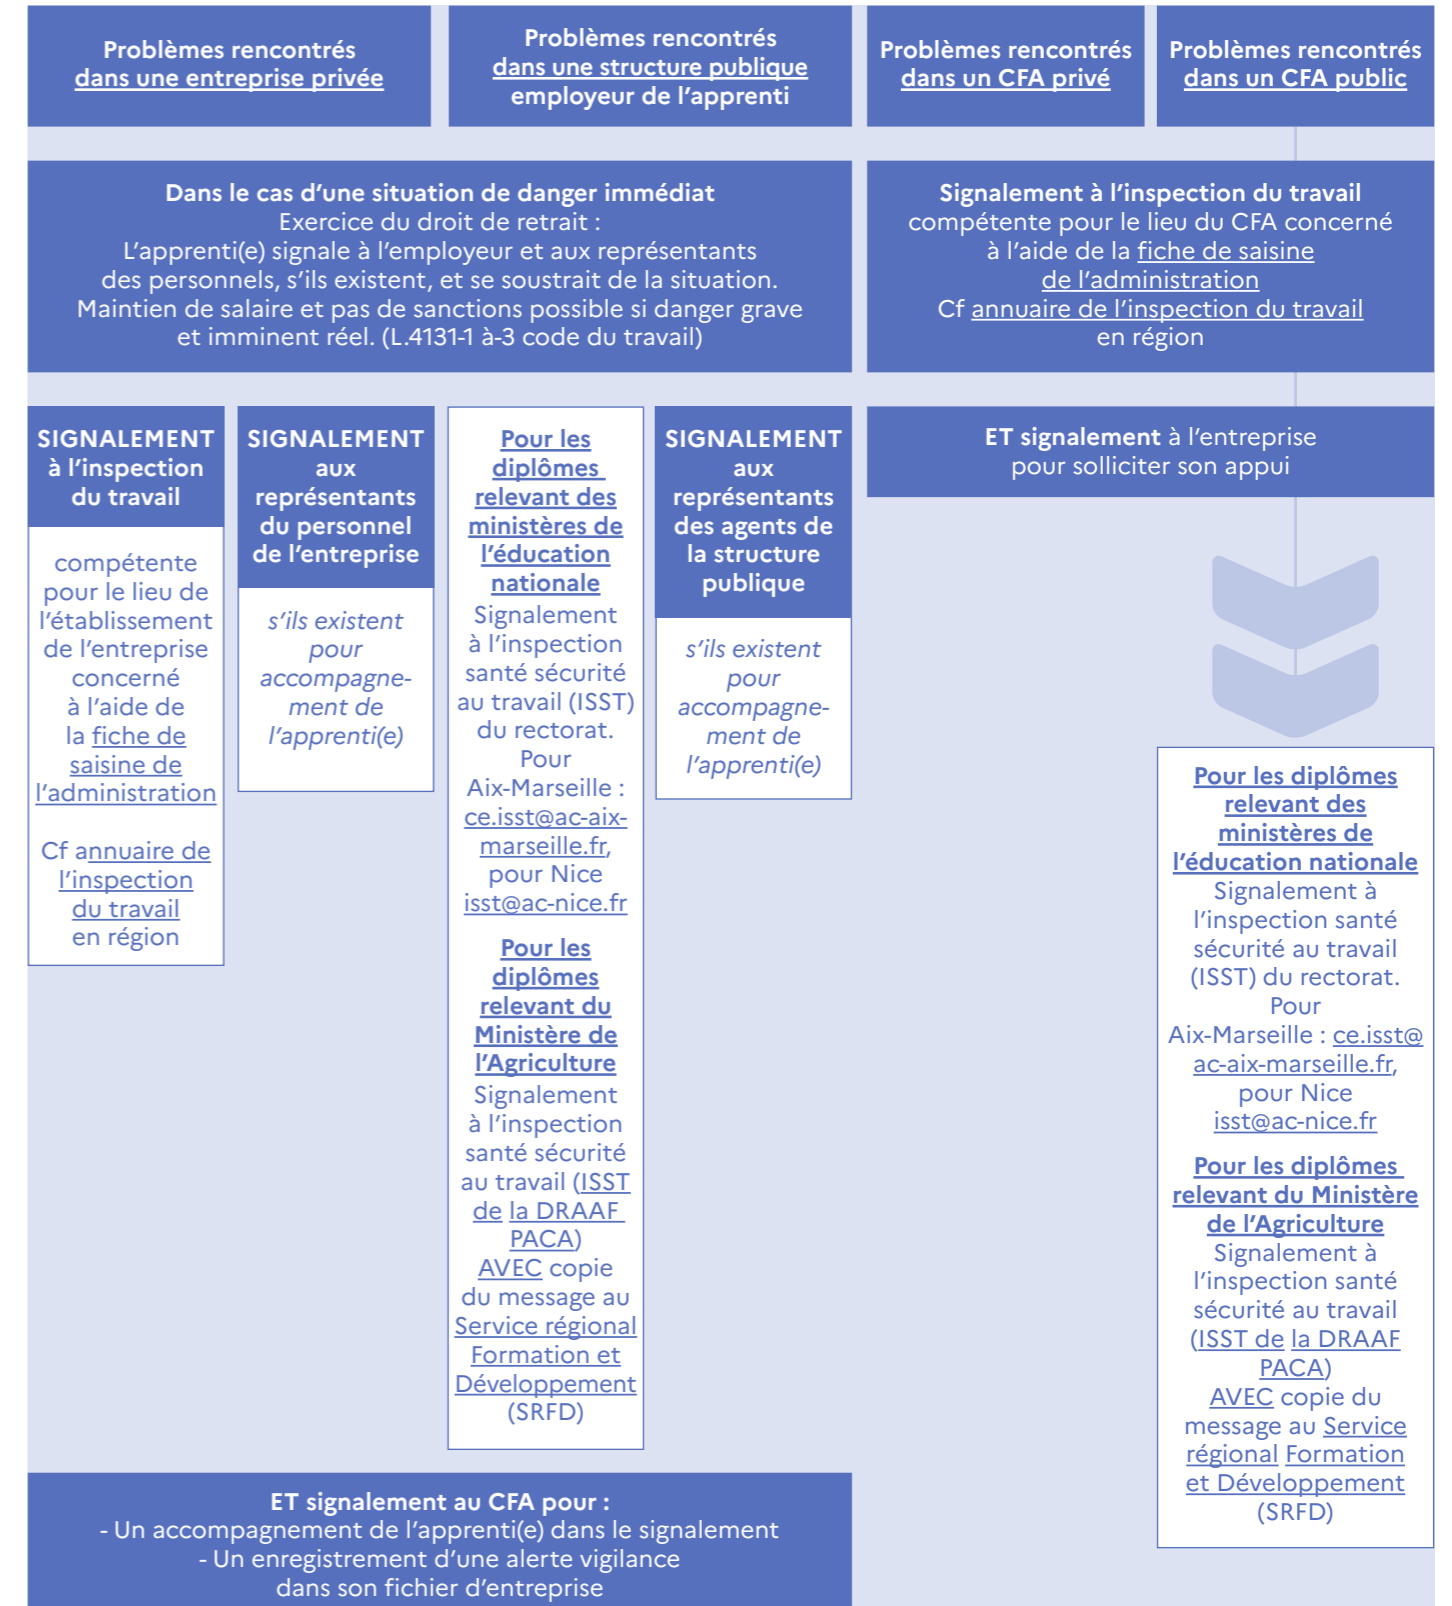 Problèmes rencontrés
dans une entreprise privée
Problèmes rencontrés
dans une structure publique
employeur de l'apprenti
Problèmes rencontrés
dans un CFA privé
Problèmes rencontrés
dans un CFA public
Dans le cas d'une situation de danger immédiat
Exercice du droit de retrait :
L'apprenti(e) signale à l'employeur et aux représentants
des personnels, s'ils existent, et se soustrait de la situation.
Maintien de salaire et pas de sanctions possible si danger grave
et imminent réel. (L.4131-1 à-3 code du travail)
Signalement à l'inspection du travail
compétente pour le lieu du CFA concerné
à l'aide de la fiche de saisine
de l'administration
Cf annuaire de l'inspection du travail
en région
SIGNALEMENT
à l'inspection
du travail
compétente
pour le lieu de
l'établissement
de l'entreprise
concerné
à l'aide de
la fiche de
saisine de
l'administration
Cf annuaire de
l'inspection
du travail
en région
SIGNALEMENT
aux
représentants
du personnel
de l'entreprise
s'ils existent
pour
accompagne-
ment de
l'apprenti(e)
Pour les
diplômes
relevant des
ministères de
l'éducation
nationale
Signalement
à l'inspection
santé sécurité
au travail (ISST)
du rectorat.
Pour
Aix-Marseille :
ce.isst@ac-aix-
marseille.fr,
pour Nice
isst@ac-nice.fr
Pour les
diplômes
relevant du
Ministère de
l'Agriculture
Signalement
à l'inspection
santé sécurité
au travail (ISST
de la DRAAF
PACA)
AVEC copie
du message au
Service régional
Formation et
Développement
(SRFD)
SIGNALEMENT
aux
représentants
des agents de
la structure
publique
s'ils existent
pour
accompagne-
ment de
l'apprenti(e)
ET signalement à l'entreprise
pour solliciter son appui
Pour les diplômes
relevant des
ministères de
l'éducation nationale
Signalement à
l'inspection santé
sécurité au travail
(ISST) du rectorat.
Pour
Aix-Marseille : ce.isst@
ac-aix-marseille.fr,
pour Nice
isst@ac-nice.fr
Pour les diplômes
relevant du Ministère
de l'Agriculture
Signalement à
l'inspection santé
sécurité au travail
(ISST de la DRAAF
PACA)
AVEC copie du
message au Service
régional Formation
et Développement
(SRFD)
ET signalement au CFA pour :
- Un accompagnement de l'apprenti(e) dans le signalement
- Un enregistrement d'une alerte vigilance
dans son fichier d'entreprise